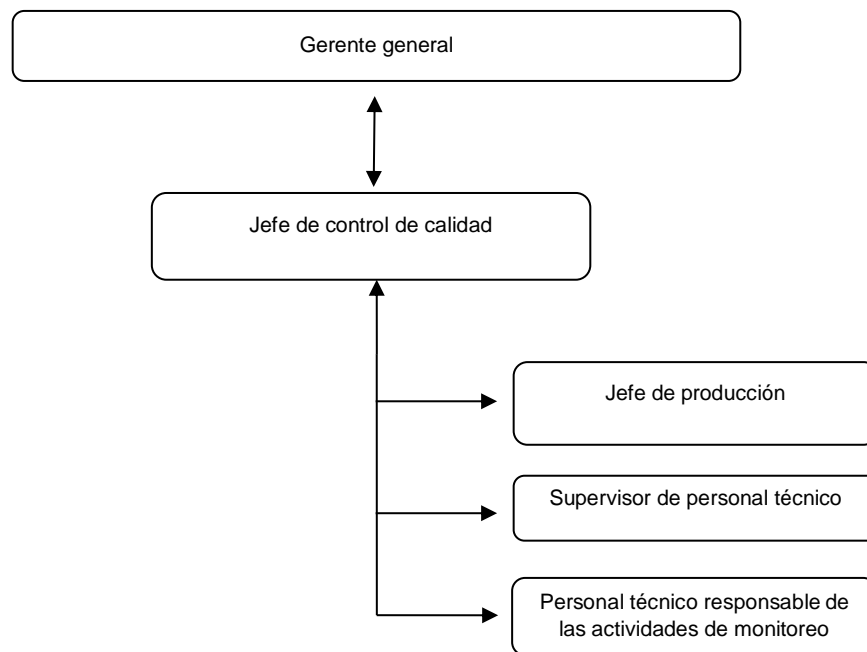 Gerente general
Jefe de control de calidad
Jefe de producción
Supervisor de personal técnico
Personal técnico responsable de
las actividades de monitoreo